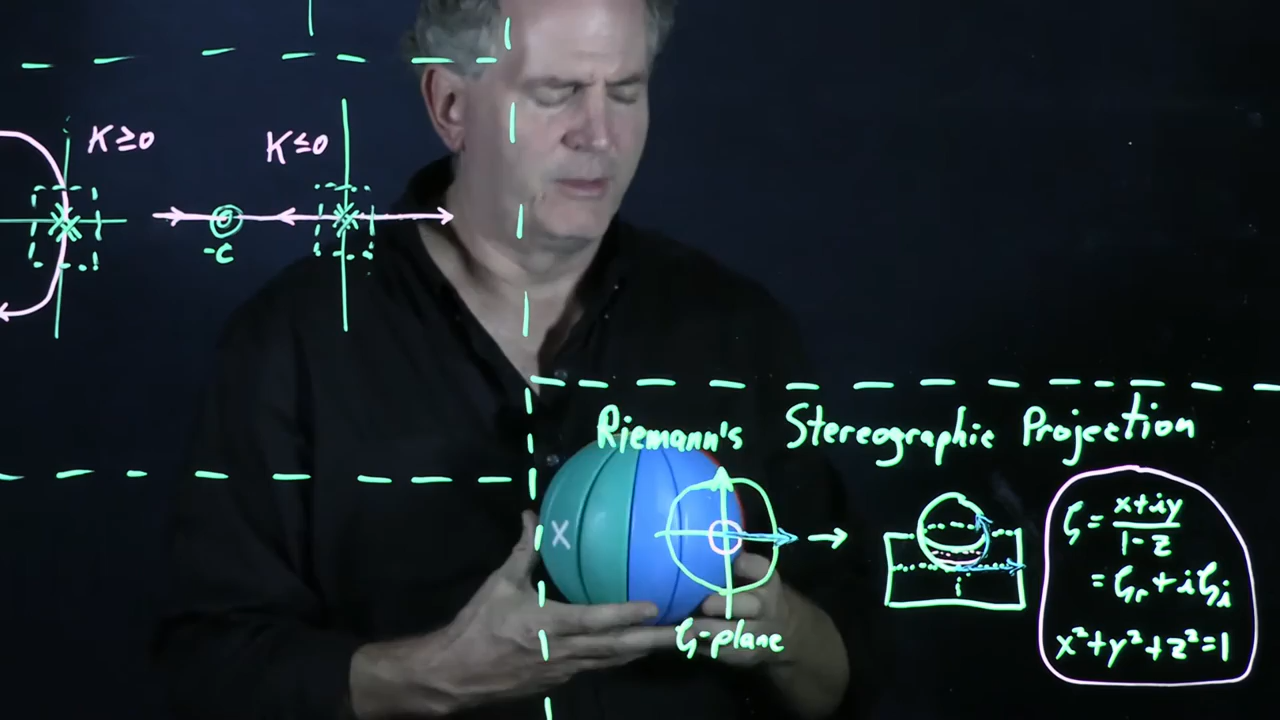 K≥0
K≤0
-c
Riemann's Stereographic Projection
X
ζ-plane
i
ζ = x+iy / 1-z
= ζr + iζi
x²+y²+z²=1